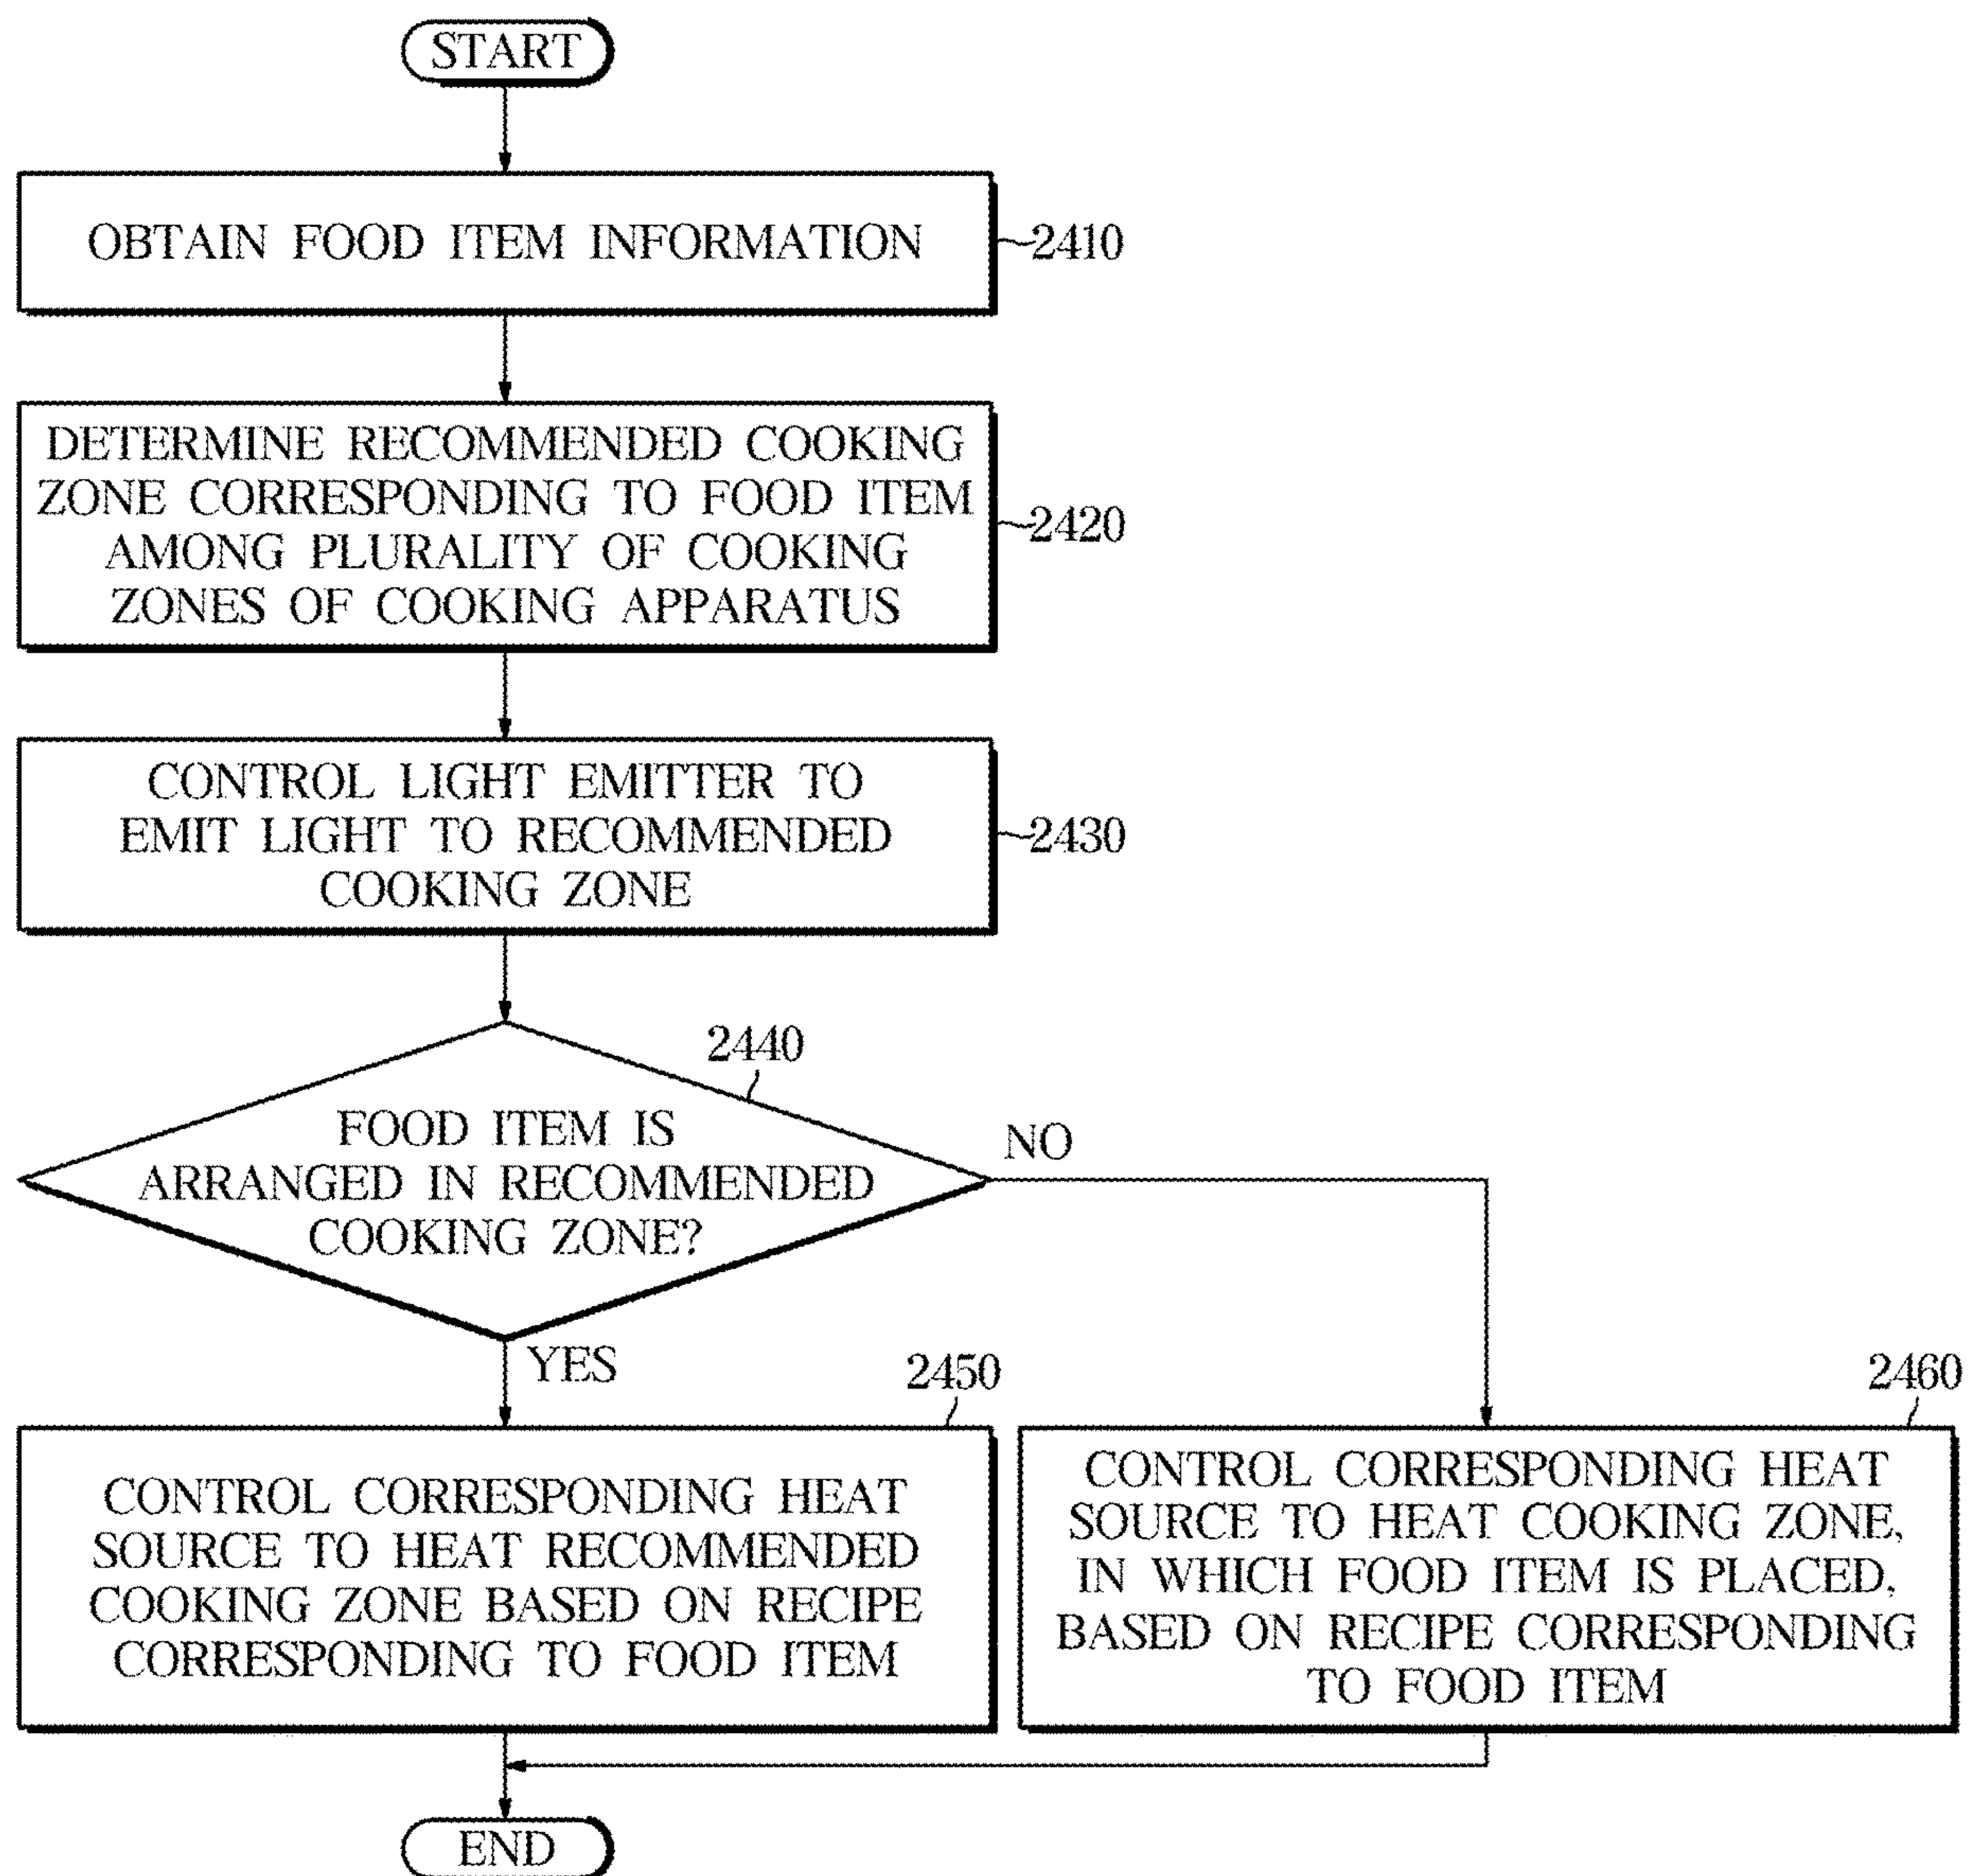 START
OBTAIN FOOD ITEM INFORMATION
2410
DETERMINE RECOMMENDED COOKING
ZONE CORRESPONDING TO FOOD ITEM
AMONG PLURALITY OF COOKING
ZONES OF COOKING APPARATUS
2420
CONTROL LIGHT EMITTER TO
EMIT LIGHT TO RECOMMENDED
COOKING ZONE
2430
2440
FOOD ITEM IS
ARRANGED IN RECOMMENDED
COOKING ZONE?
NO
YES
2450
CONTROL CORRESPONDING HEAT
SOURCE TO HEAT RECOMMENDED
COOKING ZONE BASED ON RECIPE
CORRESPONDING TO FOOD ITEM
2460
CONTROL CORRESPONDING HEAT
SOURCE TO HEAT COOKING ZONE,
IN WHICH FOOD ITEM IS PLACED,
BASED ON RECIPE CORRESPONDING
TO FOOD ITEM
END